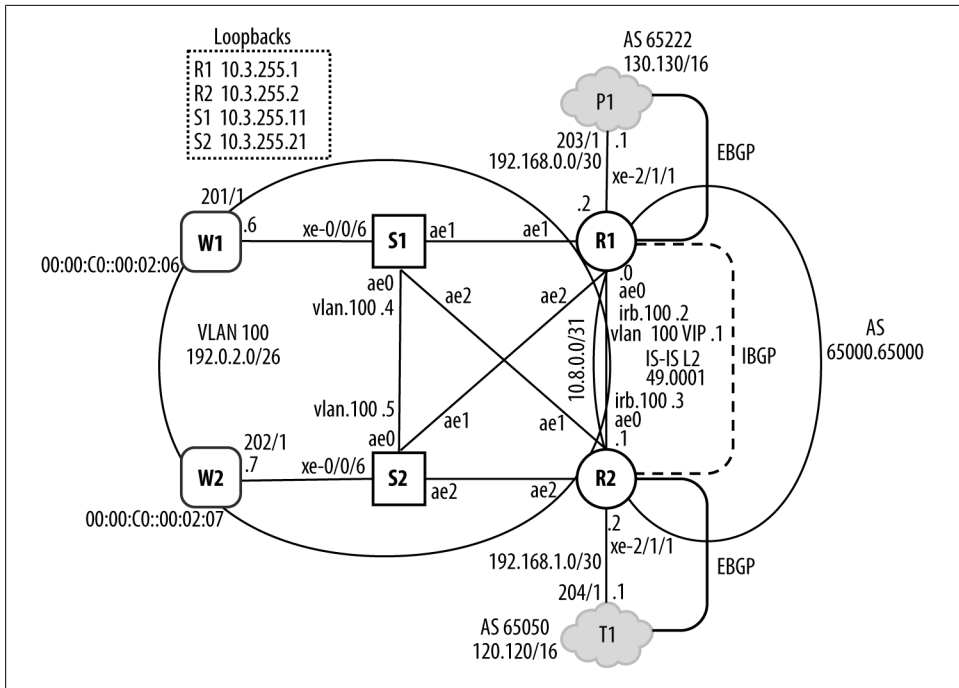 Loopbacks
R1 10.3.255.1
R2 10.3.255.2
S1 10.3.255.11
S2 10.3.255.21
AS 65222
130.130/16
P1
203/1
.1
192.168.0.0/30
EBGP
xe-2/1/1
.2
201/1
W1
.6
xe-0/0/6
S1
ae1
ae1
R1
00:00:C0::00:02:06
ae0
ae2
ae2
.0
ae0
vlan.100 .4
irb.100 .2
vlan 100 VIP .1
VLAN 100
192.0.2.0/26
10.8.0.0/31
IS-IS L2
49.0001
IBGP
AS
65000.65000
vlan.100 .5
irb.100 .3
ae0
ae1
ae1
ae0
.1
202/1
W2
.7
xe-0/0/6
S2
ae2
ae2
R2
00:00:C0::00:02:07
.2
xe-2/1/1
192.168.1.0/30
EBGP
204/1
.1
AS 65050
120.120/16
T1